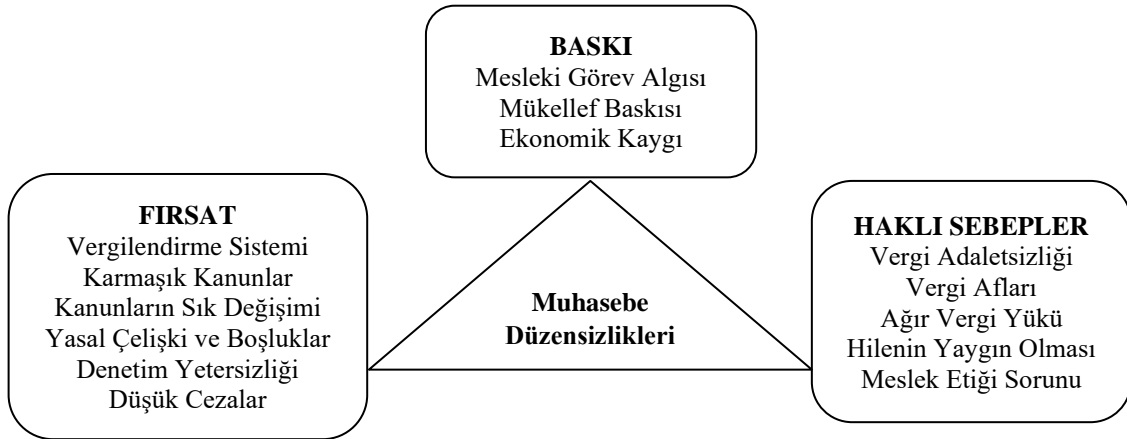 BASKI
Mesleki Görev Algısı
Mükellef Baskısı
Ekonomik Kaygı
FIRSAT
Vergilendirme Sistemi
Karmaşık Kanunlar
Kanunların Sık Değişimi
Yasal Çelişki ve Boşluklar
Denetim Yetersizliği
Düşük Cezalar
Muhasebe
Düzensizlikleri
HAKLI SEBEPLER
Vergi Adaletsizliği
Vergi Afları
Ağır Vergi Yükü
Hilenin Yaygın Olması
Meslek Etiği Sorunu